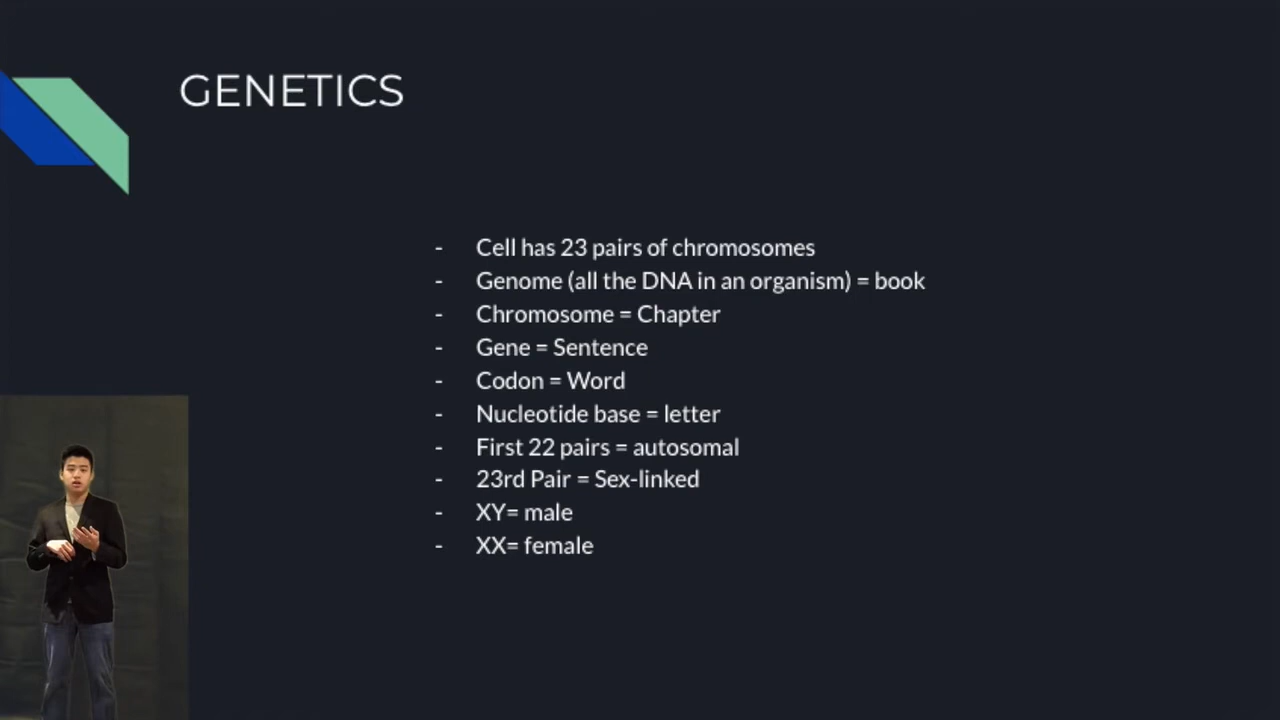 GENETICS
- Cell has 23 pairs of chromosomes
- Genome (all the DNA in an organism) = book
- Chromosome = Chapter
- Gene = Sentence
- Codon = Word
- Nucleotide base = letter
- First 22 pairs = autosomal
- 23rd Pair = Sex-linked
- XY= male
- XX= female